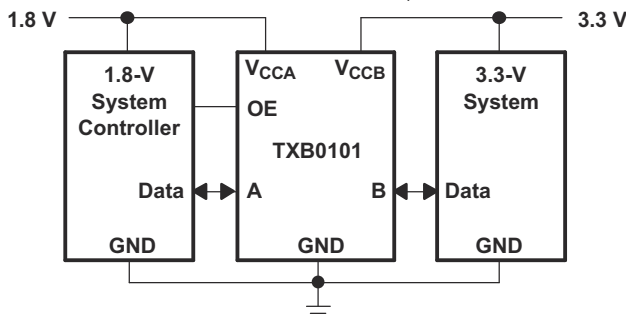 1.8 V
3.3 V
1.8-V
System
Controller
Data
GND
VCCA
VCCB
OE
TXB0101
A
B
GND
3.3-V
System
Data
GND